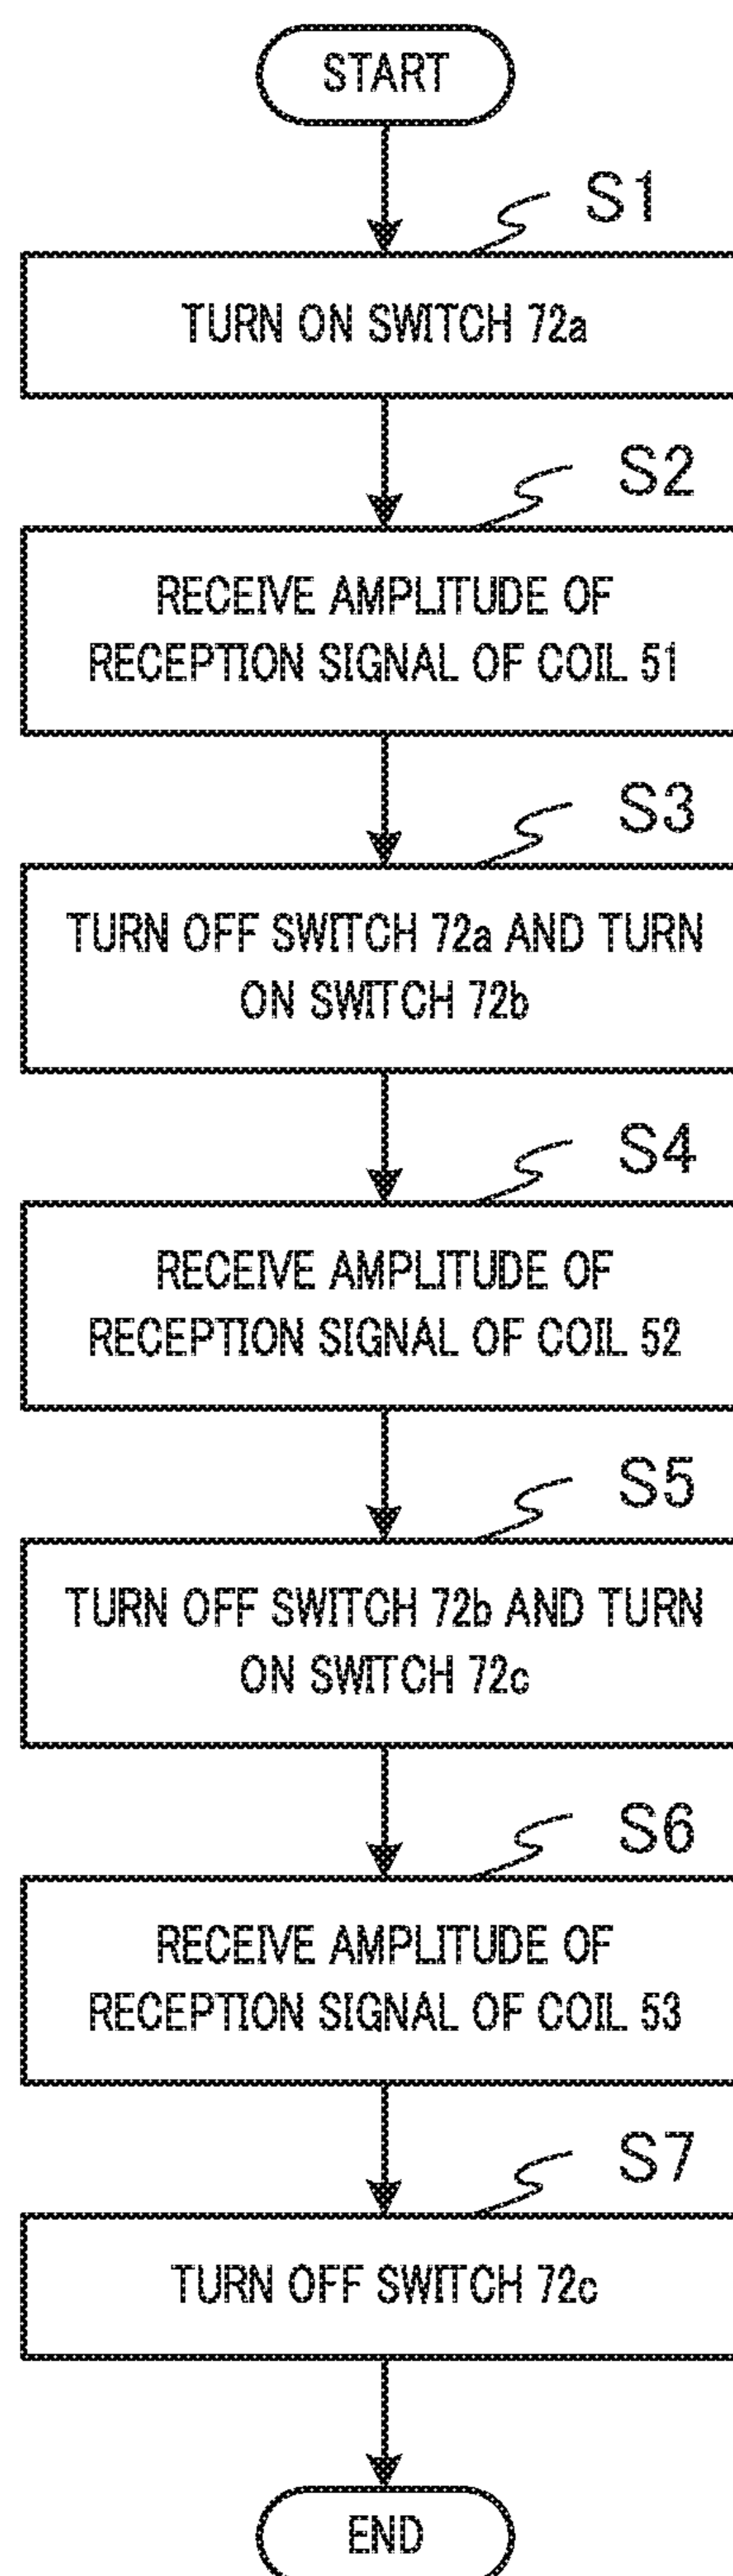 START
S1
TURN ON SWITCH 72a
S2
RECEIVE AMPLITUDE OF
RECEPTION SIGNAL OF COIL 51
S3
TURN OFF SWITCH 72a AND TURN
ON SWITCH 72b
S4
RECEIVE AMPLITUDE OF
RECEPTION SIGNAL OF COIL 52
S5
TURN OFF SWITCH 72b AND TURN
ON SWITCH 72c
S6
RECEIVE AMPLITUDE OF
RECEPTION SIGNAL OF COIL 53
S7
TURN OFF SWITCH 72c
END